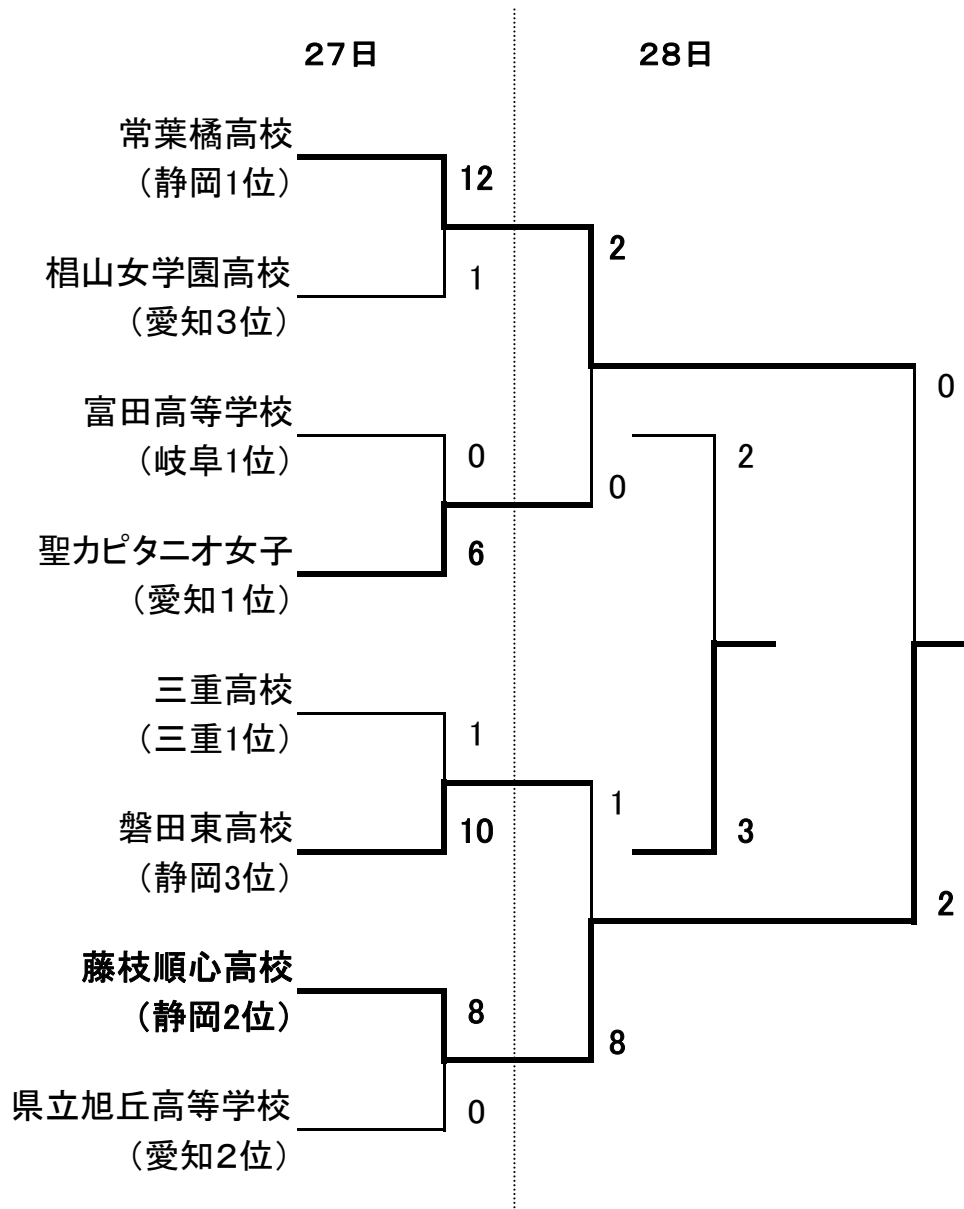 27日
28日
常葉橘高校
（静岡1位）
12
2
椙山女学園高校
（愛知３位）
1
0
富田高等学校
（岐阜1位）
0
2
0
聖カピタニオ女子
（愛知１位）
6
三重高校
（三重1位）
1
1
磐田東高校
（静岡3位）
10
3
2
藤枝順心高校
（静岡2位）
8
8
県立旭丘高等学校
（愛知２位）
0